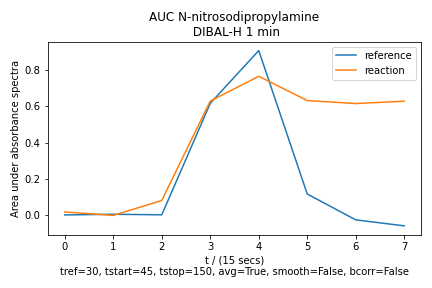 AUC N-nitrosodipropylamine
DIBAL-H 1 min
reference
reaction
Area under absorbance spectra
0.8
0.6
0.4
0.2
0.0
0 1 2 3 4 5 6 7
t / (15 secs)
tref=30, tstart=45, tstop=150, avg=True, smooth=False, bcorr=False